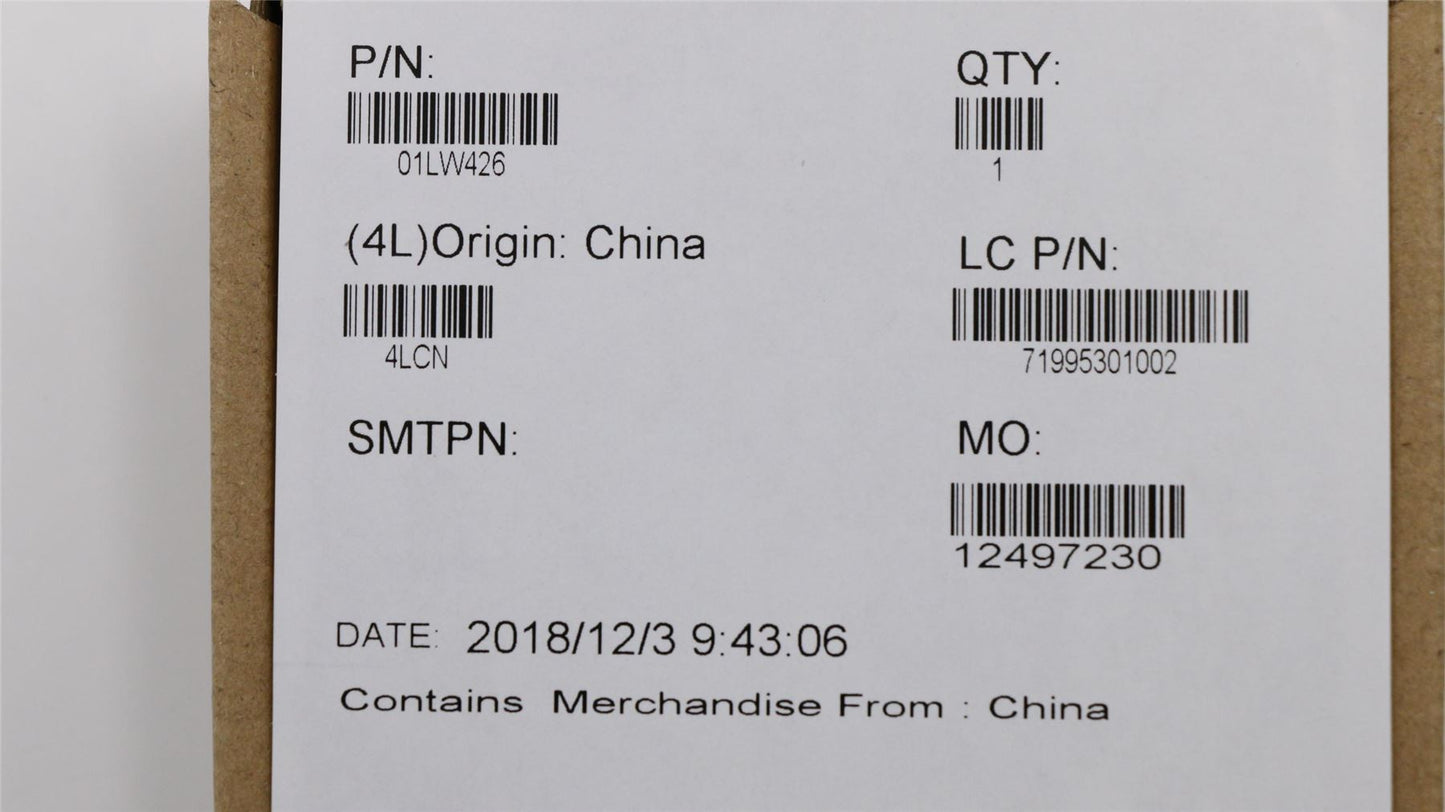 P/N:
01LW426
QTY:
1
(4L)Origin: China
4LCN
LC P/N:
71995301002
SMTPN:
MO:
12497230
DATE: 2018/12/3 9:43:06
Contains Merchandise From : China